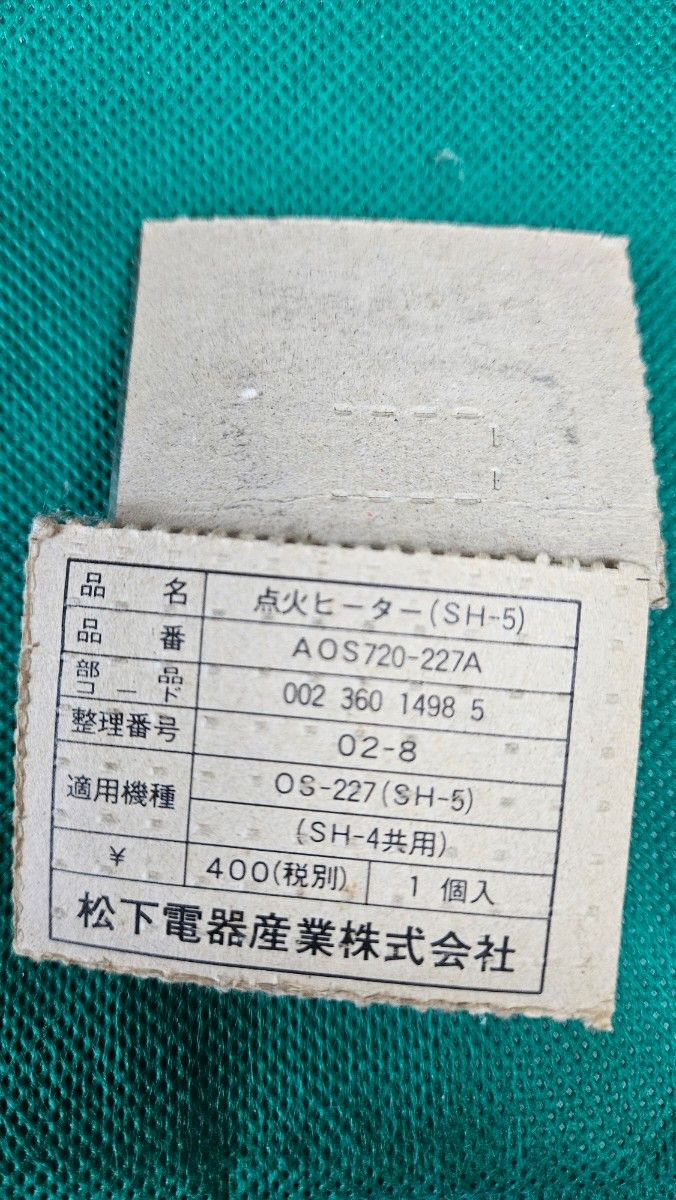 品名 点火ヒーター(SH-5)
品番 AOS720-227A
部品コード 002 360 1498 5
整理番号 02-8
適用機種 OS-227(SH-5)
(SH-4共用)
¥ 400(税別) 1個入
松下電器産業株式会社